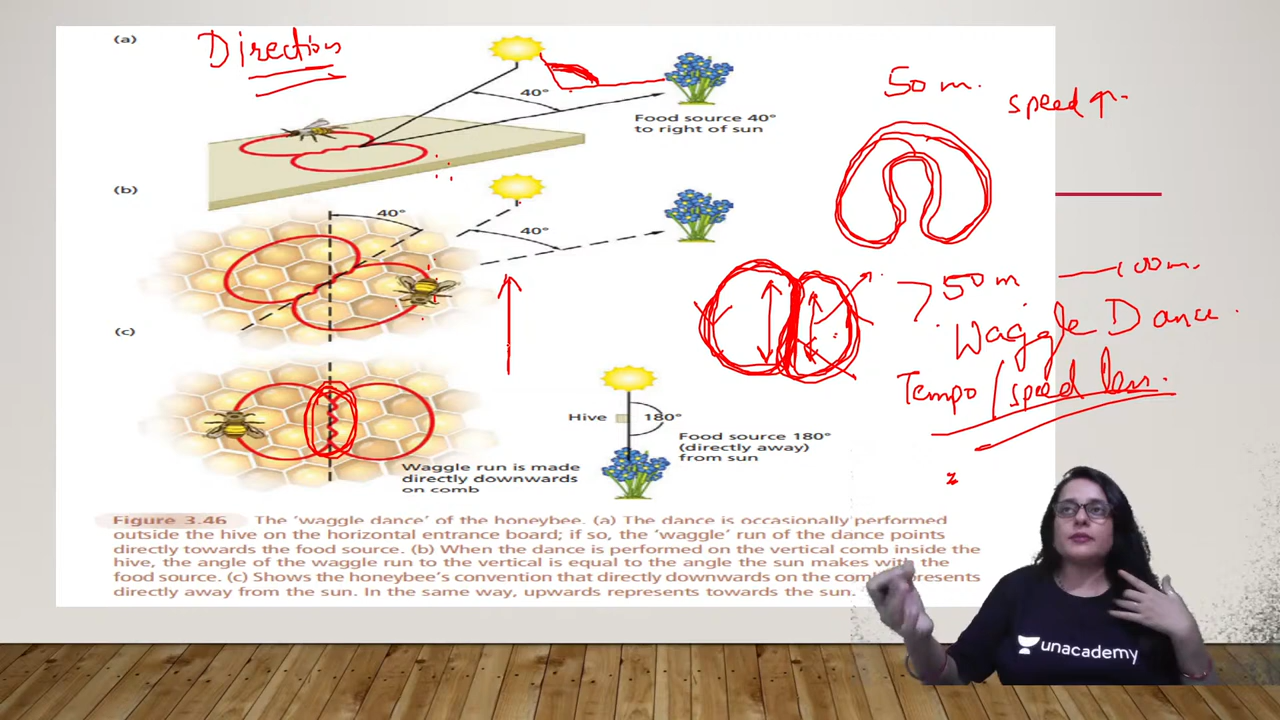 (a)
Direction
40°
Food source 40°
to right of sun
50 m.
speed ↑.
(b)
40°
40°
> 50 m — 100m.
Waggle Dance.
Tempo / speed less.
(c)
Hive
180°
Food source 180°
(directly away)
from sun
Waggle run is made
directly downwards
on comb
Figure 3.46 The 'waggle dance' of the honeybee. (a) The dance is occasionally performed
outside the hive on the horizontal entrance board; if so, the 'waggle' run of the dance points
directly towards the food source. (b) When the dance is performed on the vertical comb inside the
hive, the angle of the waggle run to the vertical is equal to the angle the sun makes with the
food source. (c) Shows the honeybee's convention that directly downwards on the comb represents
directly away from the sun. In the same way, upwards represents towards the sun.
unacademy